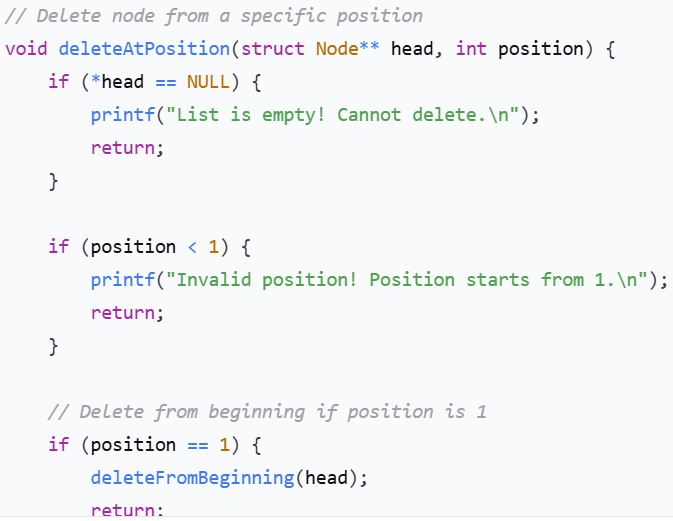 // Delete node from a specific position
void deleteAtPosition(struct Node** head, int position) {
    if (*head == NULL) {
        printf("List is empty! Cannot delete.\n");
        return;
    }

    if (position < 1) {
        printf("Invalid position! Position starts from 1.\n");
        return;
    }

    // Delete from beginning if position is 1
    if (position == 1) {
        deleteFromBeginning(head);
        return;